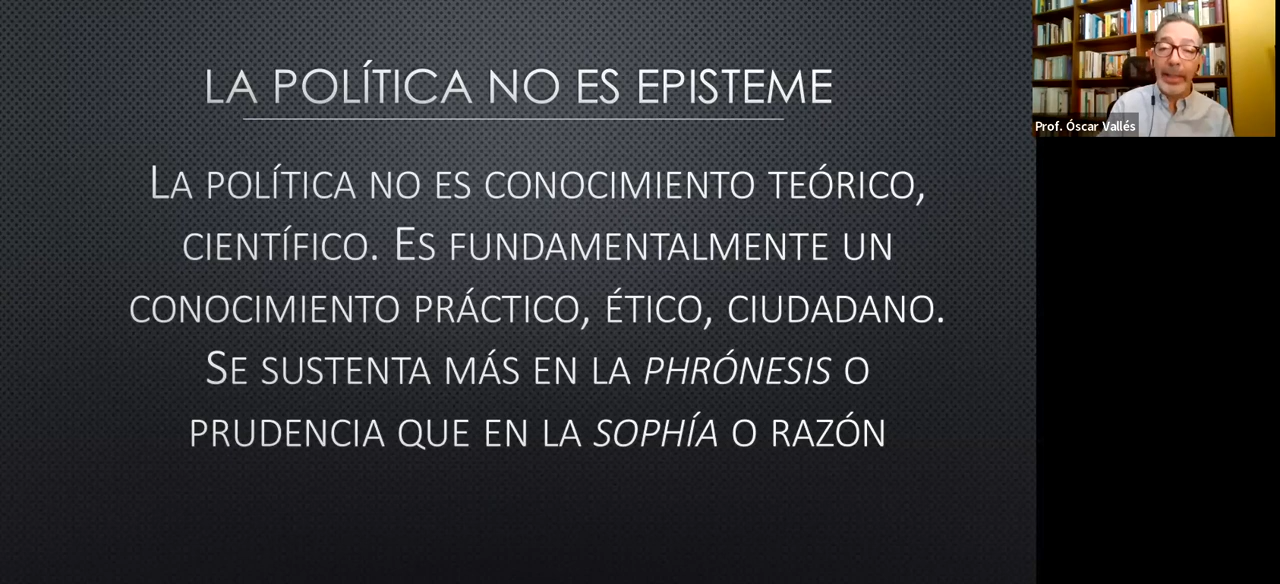 LA POLÍTICA NO ES EPISTEME
LA POLÍTICA NO ES CONOCIMIENTO TEÓRICO,
CIENTÍFICO. ES FUNDAMENTALMENTE UN
CONOCIMIENTO PRÁCTICO, ÉTICO, CIUDADANO.
SE SUSTENTA MÁS EN LA PHRÓNESIS O
PRUDENCIA QUE EN LA SOPHÍA O RAZÓN
Prof. Óscar Vallés